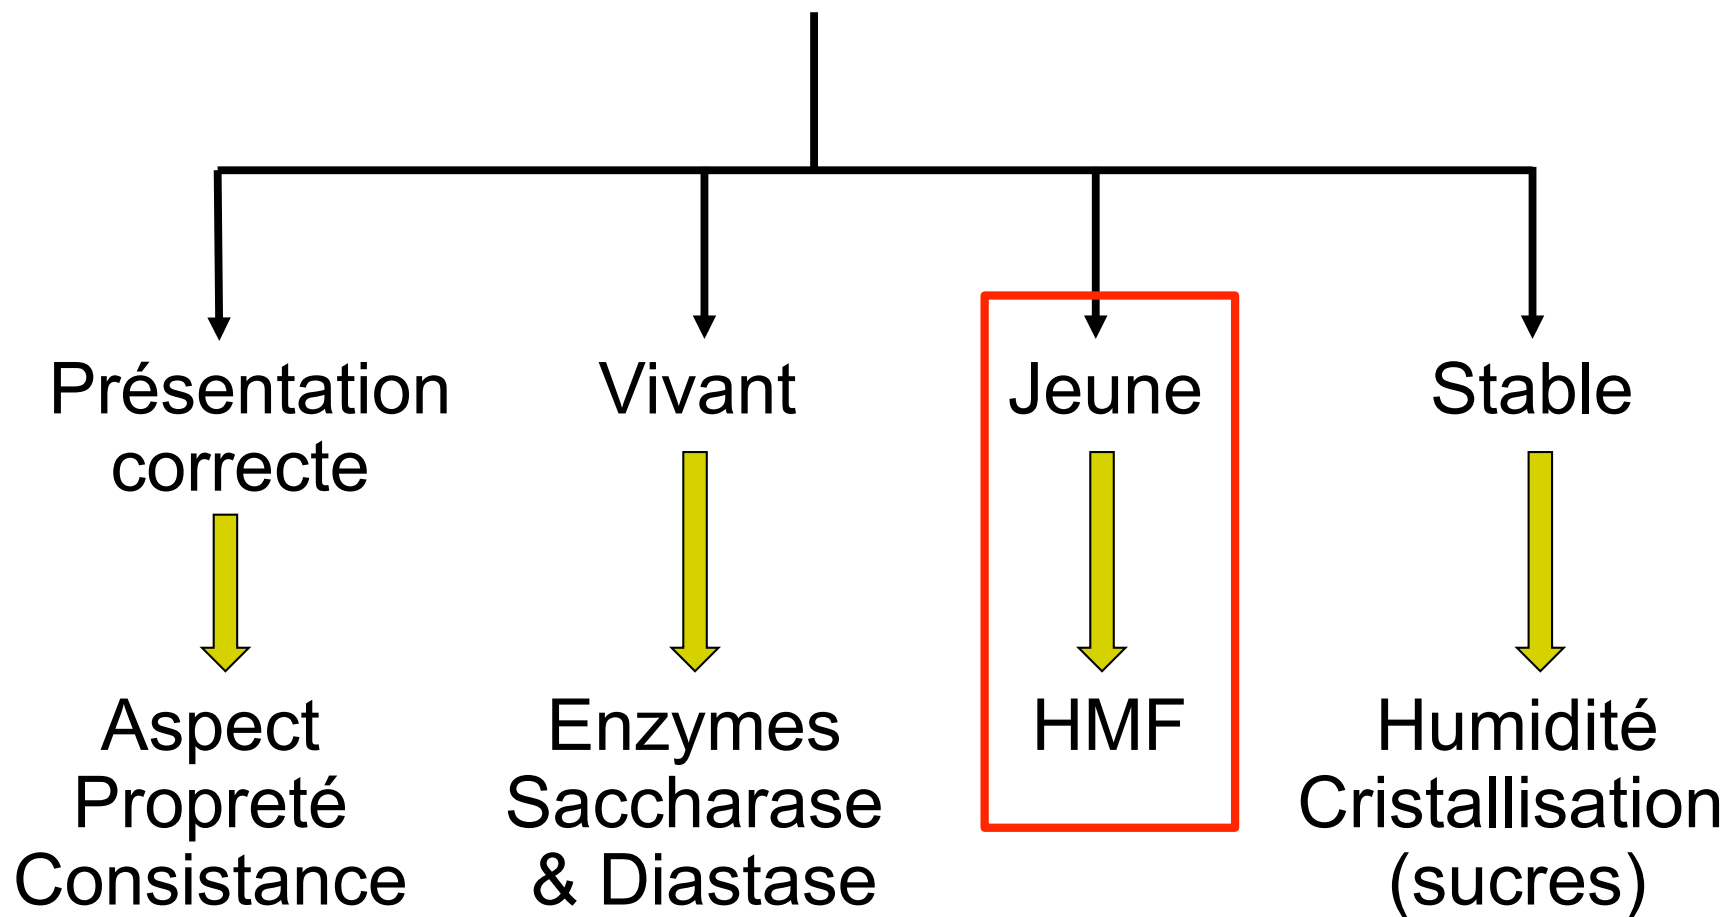 Présentation
correcte
Vivant
Jeune
Stable
Aspect
Propreté
Consistance
Enzymes
Saccharase
& Diastase
HMF
Humidité
Cristallisation
(sucres)